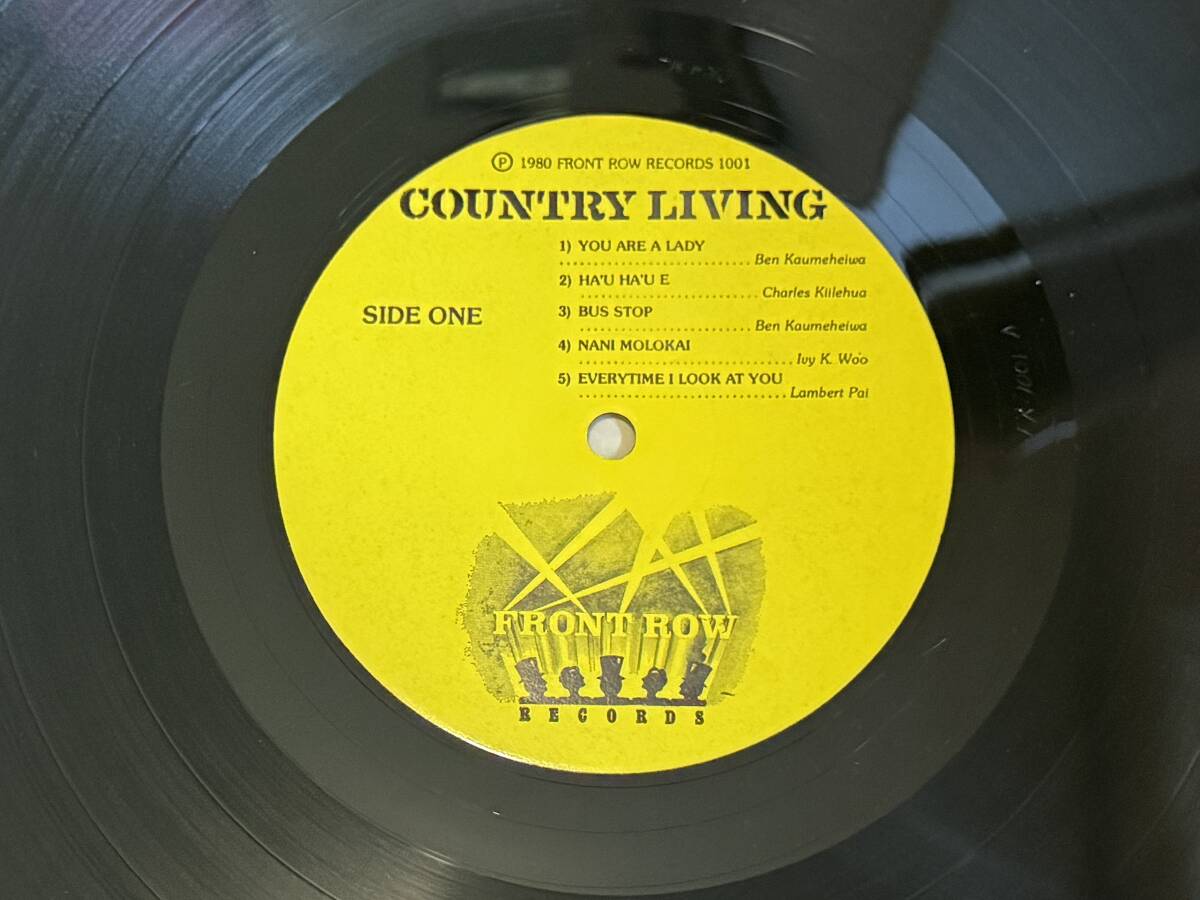 Ⓟ 1980 FRONT ROW RECORDS 1001
COUNTRY LIVING
SIDE ONE
1) YOU ARE A LADY
Ben Kaumeheiwa
2) HA'U HA'U E
Charles Kiilehua
3) BUS STOP
Ben Kaumeheiwa
4) NANI MOLOKAI
Ivy K. Woo
5) EVERYTIME I LOOK AT YOU
Lambert Pai
FRONT ROW
RECORDS